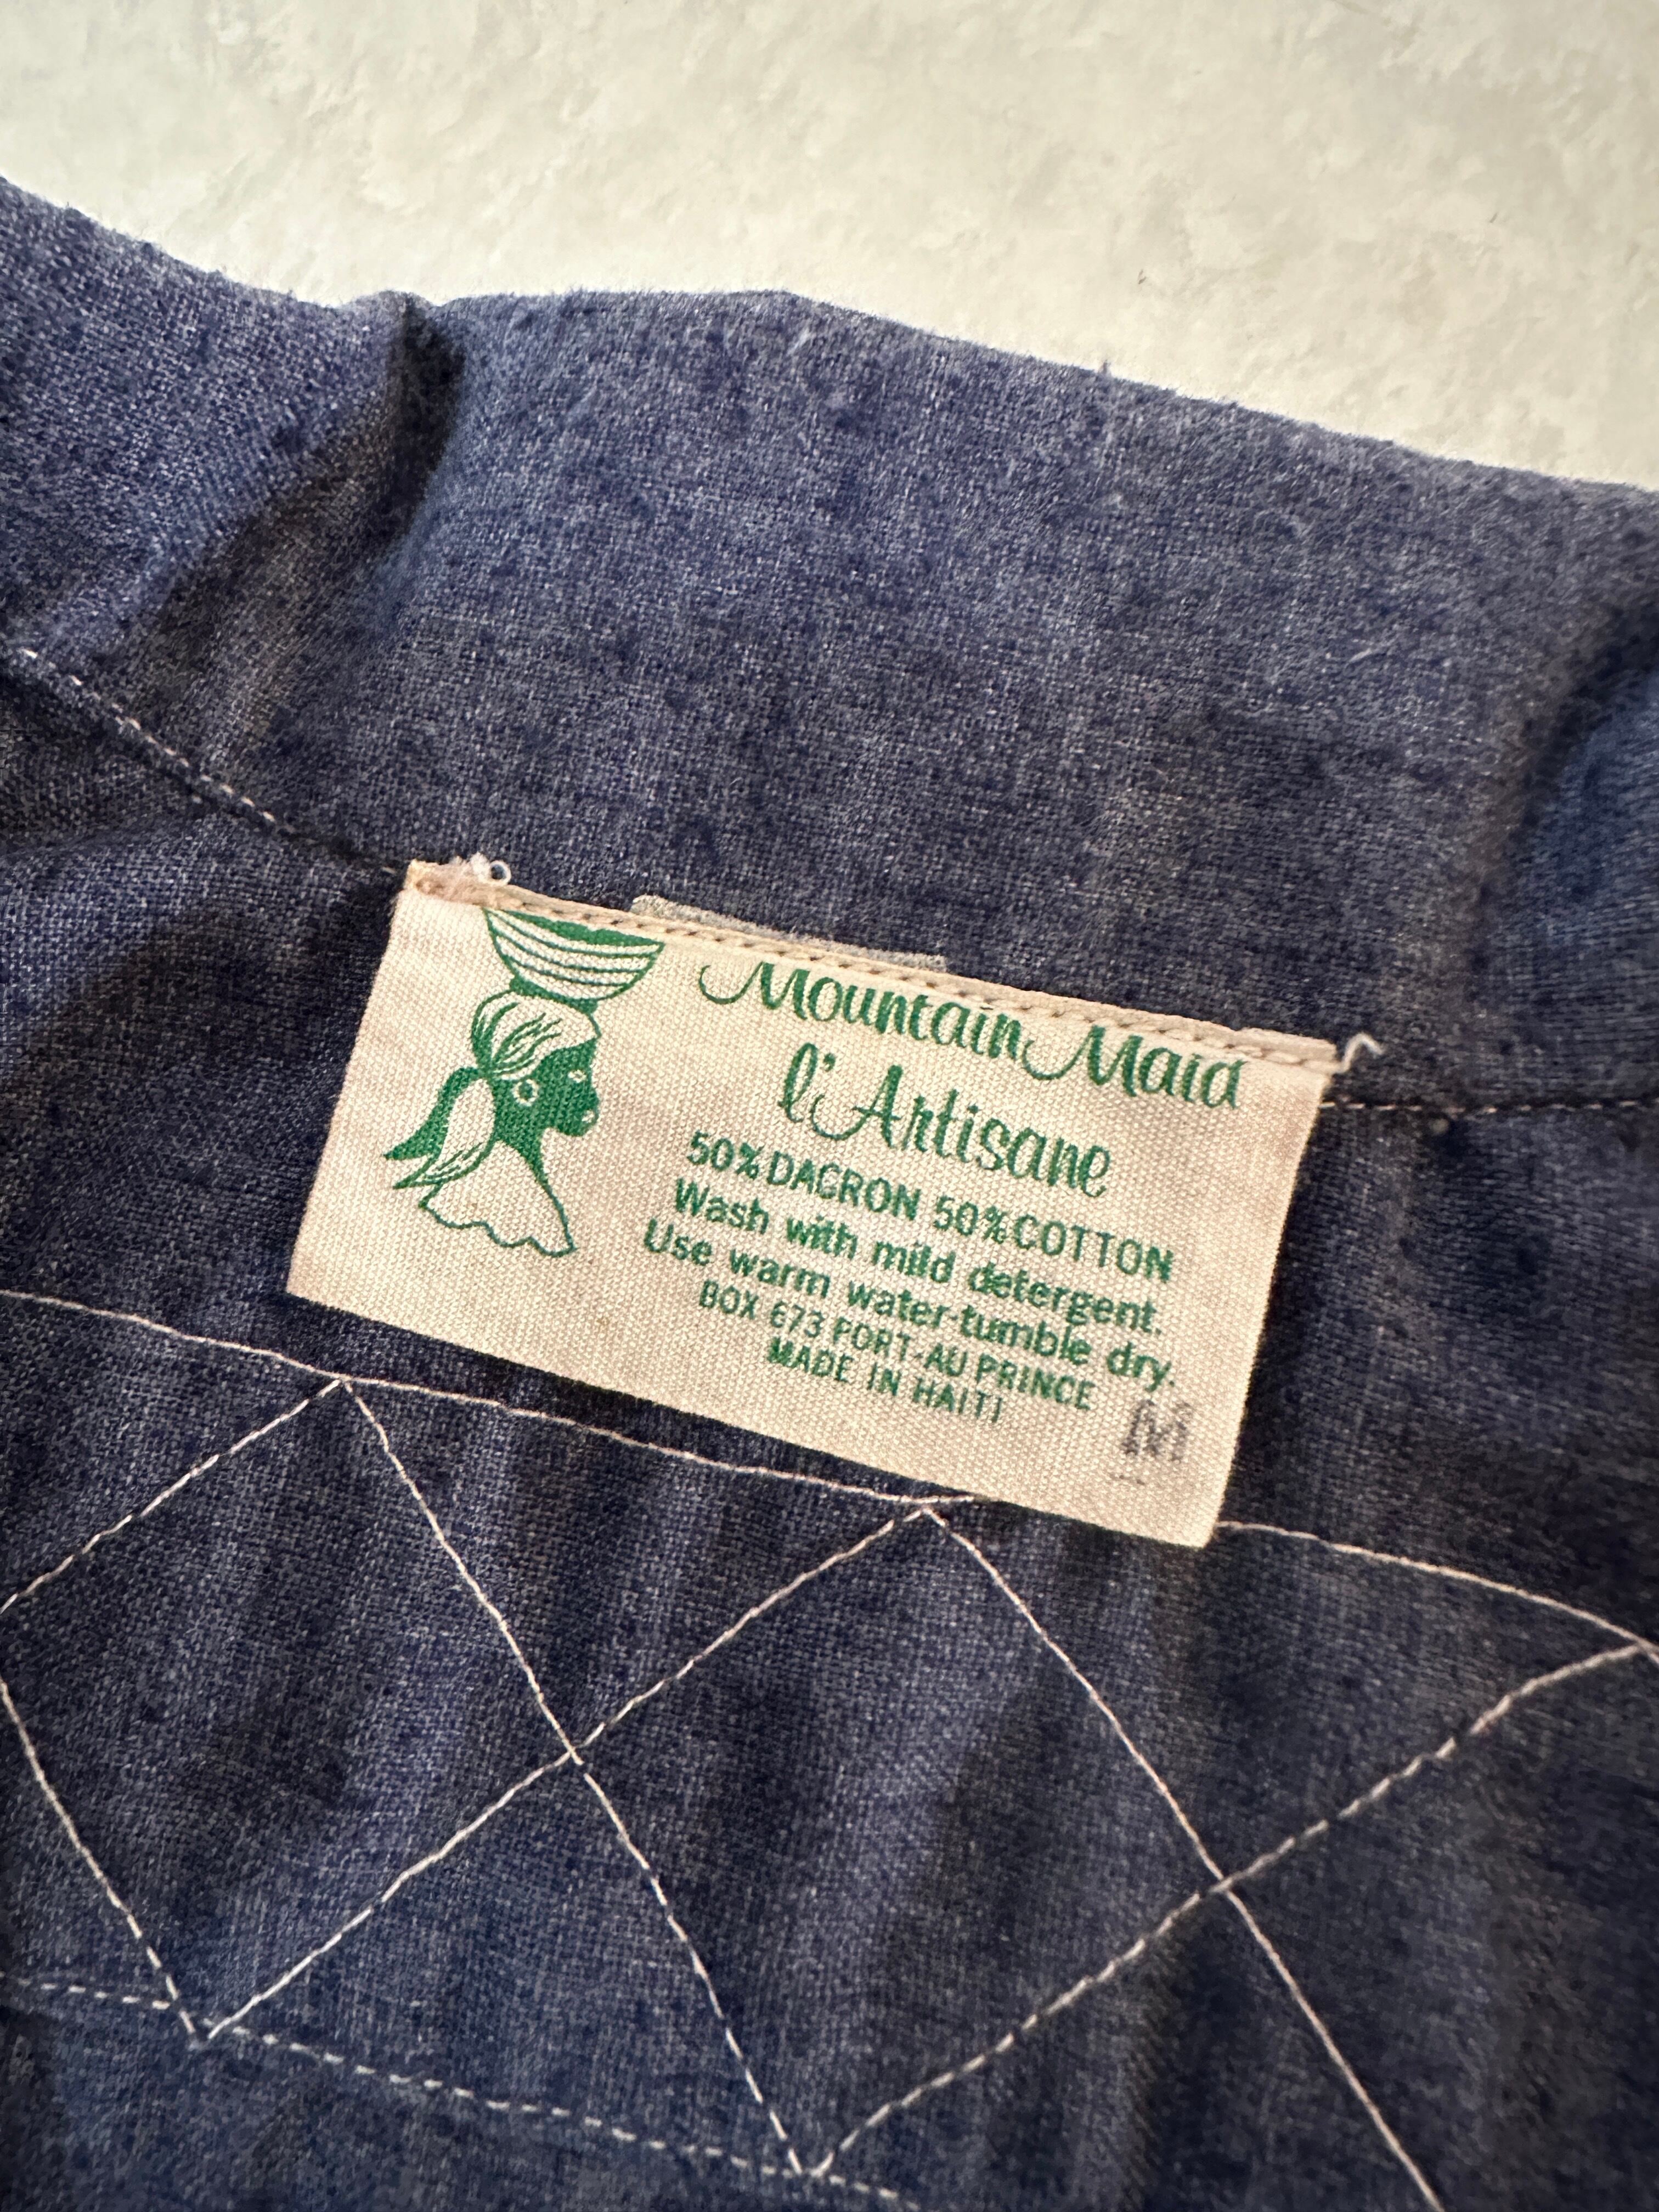 Mountain Maid
l'Artisane
50% DACRON 50% COTTON
Wash with mild detergent.
Use warm water-tumble dry.
BOX 673 PORT-AU PRINCE
MADE IN HAITI
M